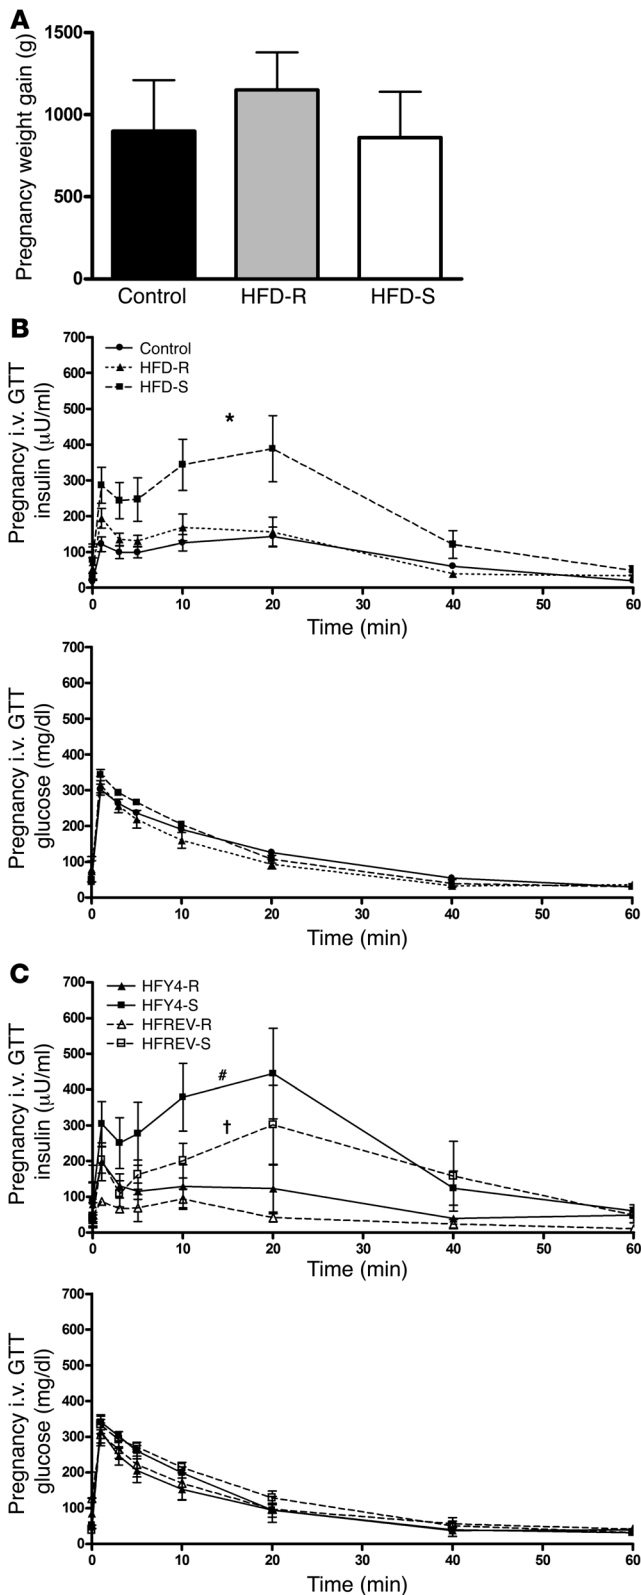 A
Pregnancy weight gain (g)
1500
1000
500
0
Control HFD-R HFD-S
B
Pregnancy i.v. GTT
insulin (µU/ml)
700
600
500
400
300
200
100
0
Control
HFD-R
HFD-S
*
0 10 20 30 40 50 60
Time (min)
Pregnancy i.v. GTT
glucose (mg/dl)
700
600
500
400
300
200
100
0
0 10 20 30 40 50 60
Time (min)
C
Pregnancy i.v. GTT
insulin (µU/ml)
700
600
500
400
300
200
100
0
HFY4-R
HFY4-S
HFREV-R
HFREV-S
#
†
0 10 20 30 40 50 60
Time (min)
Pregnancy i.v. GTT
glucose (mg/dl)
700
600
500
400
300
200
100
0
0 10 20 30 40 50 60
Time (min)